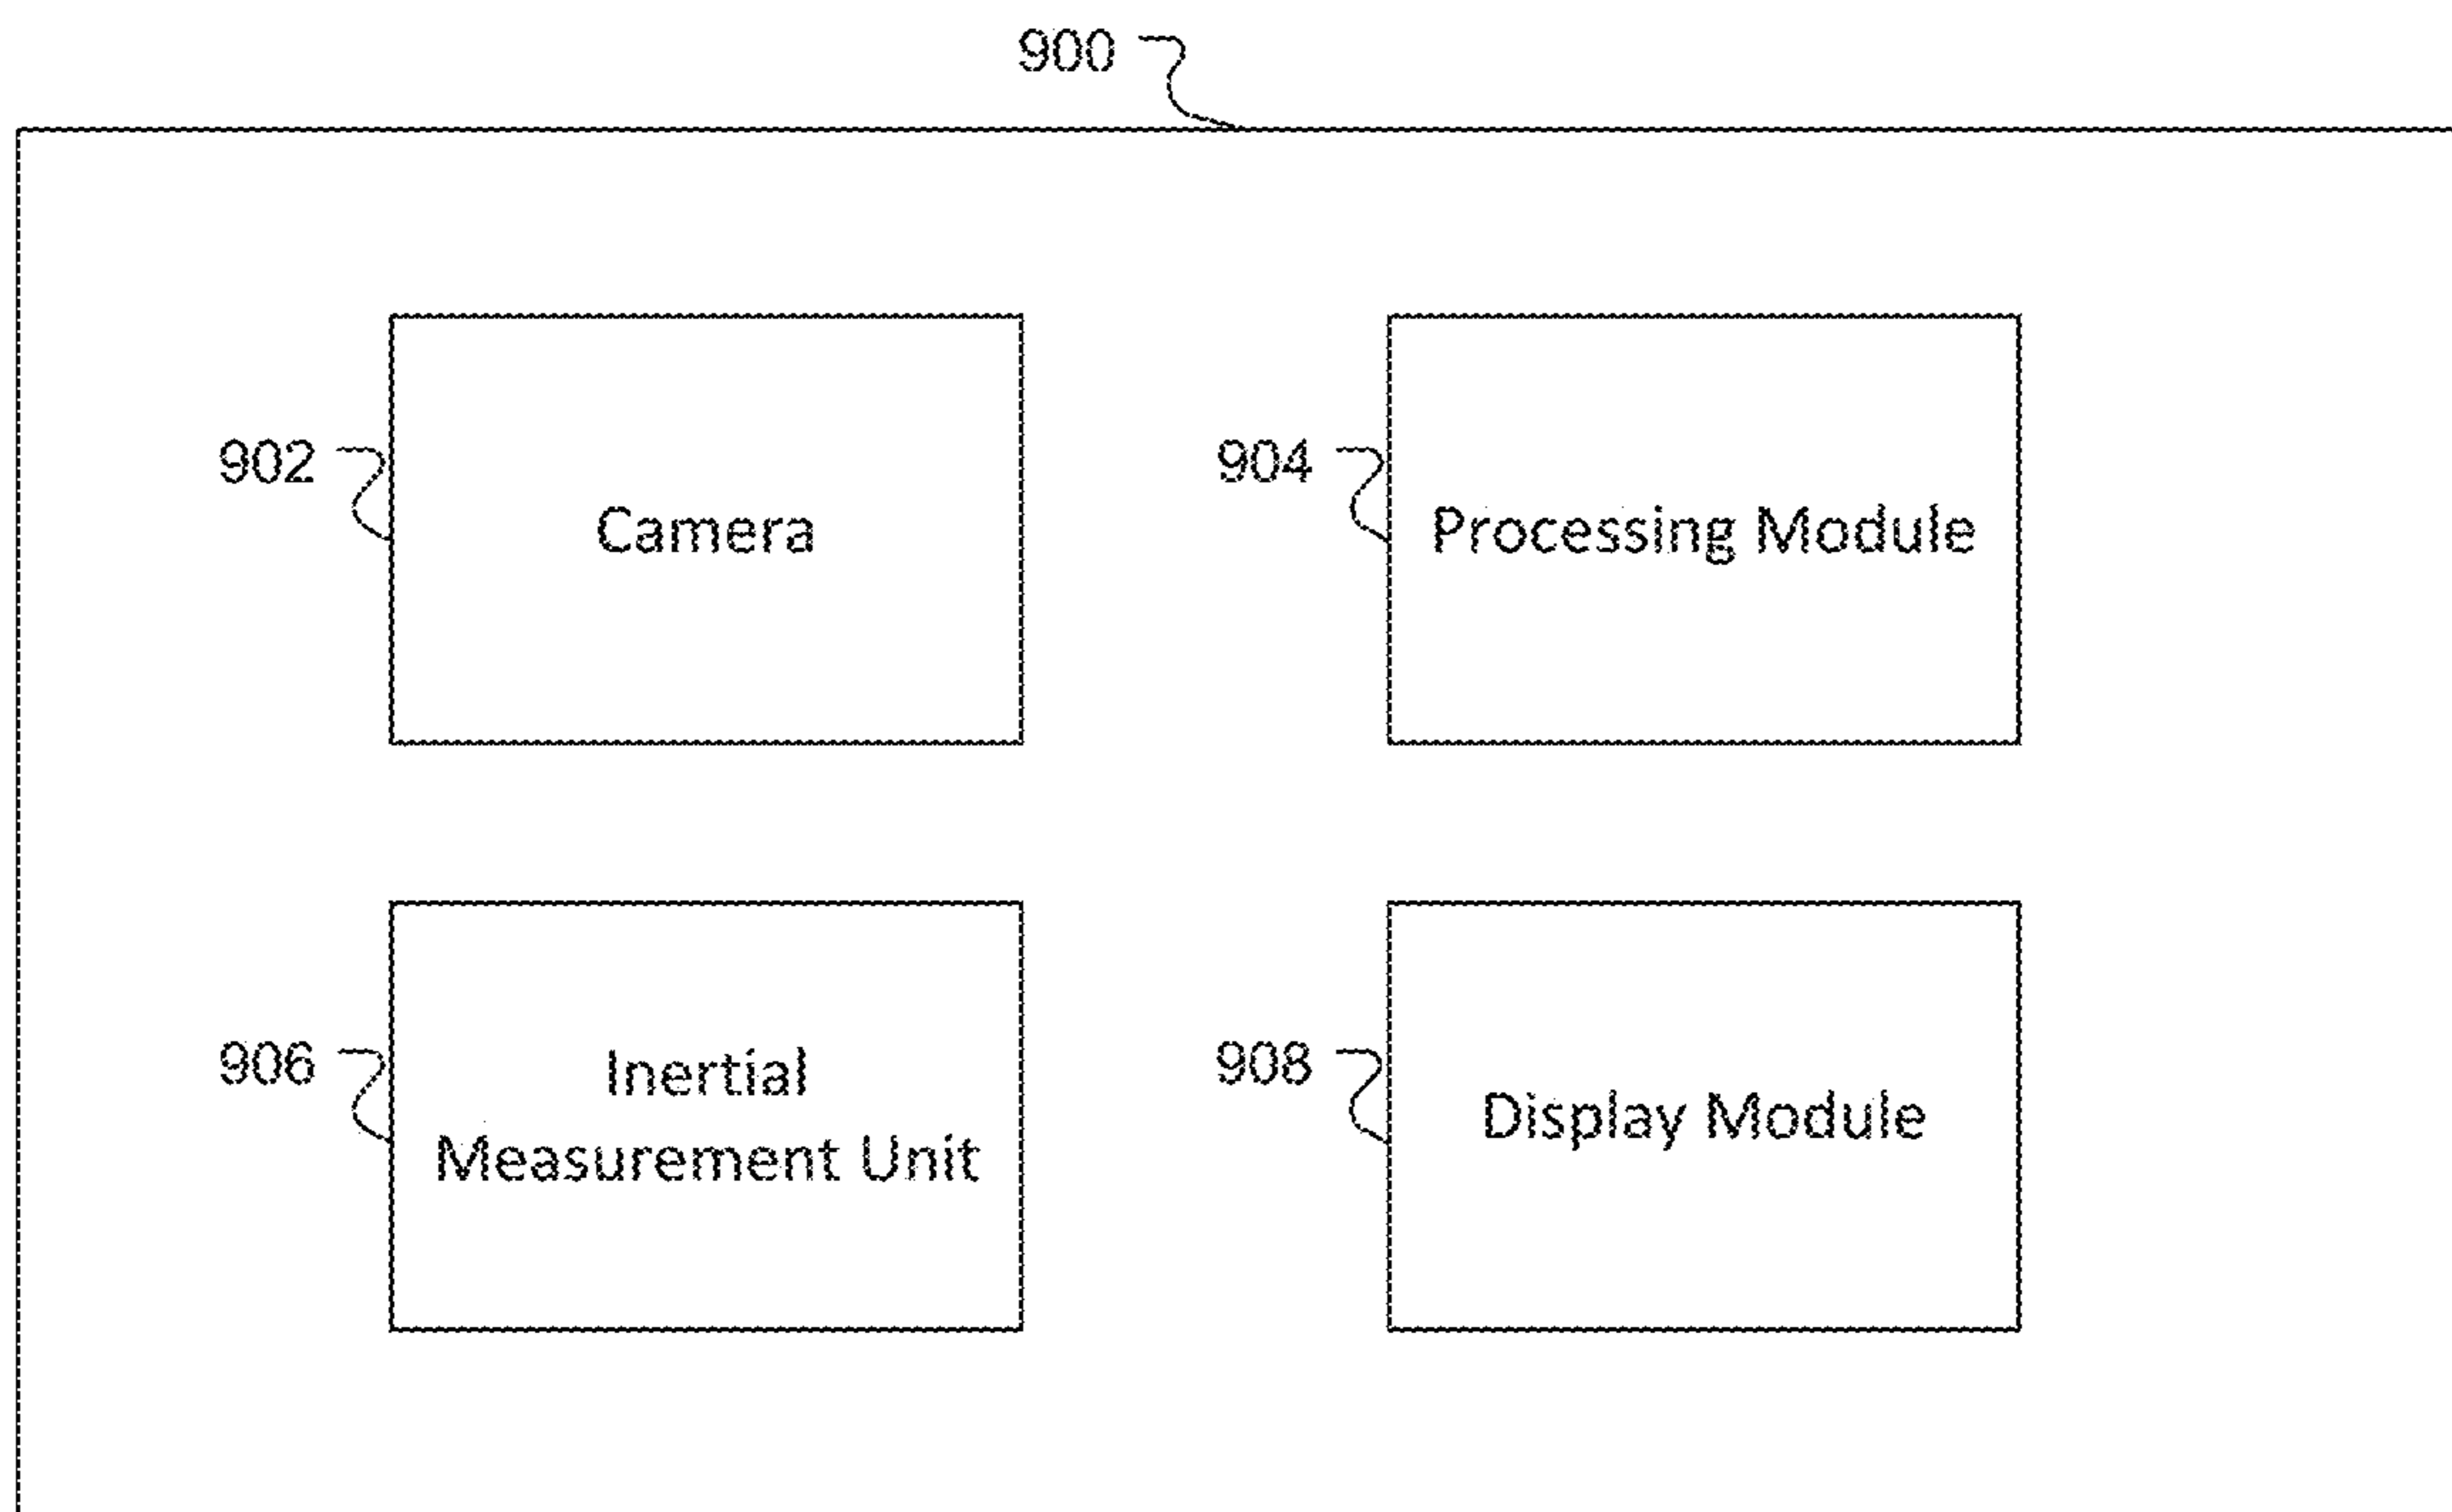 900
902
Camera
904
Processing Module
906
Inertial
Measurement Unit
908
Display Module